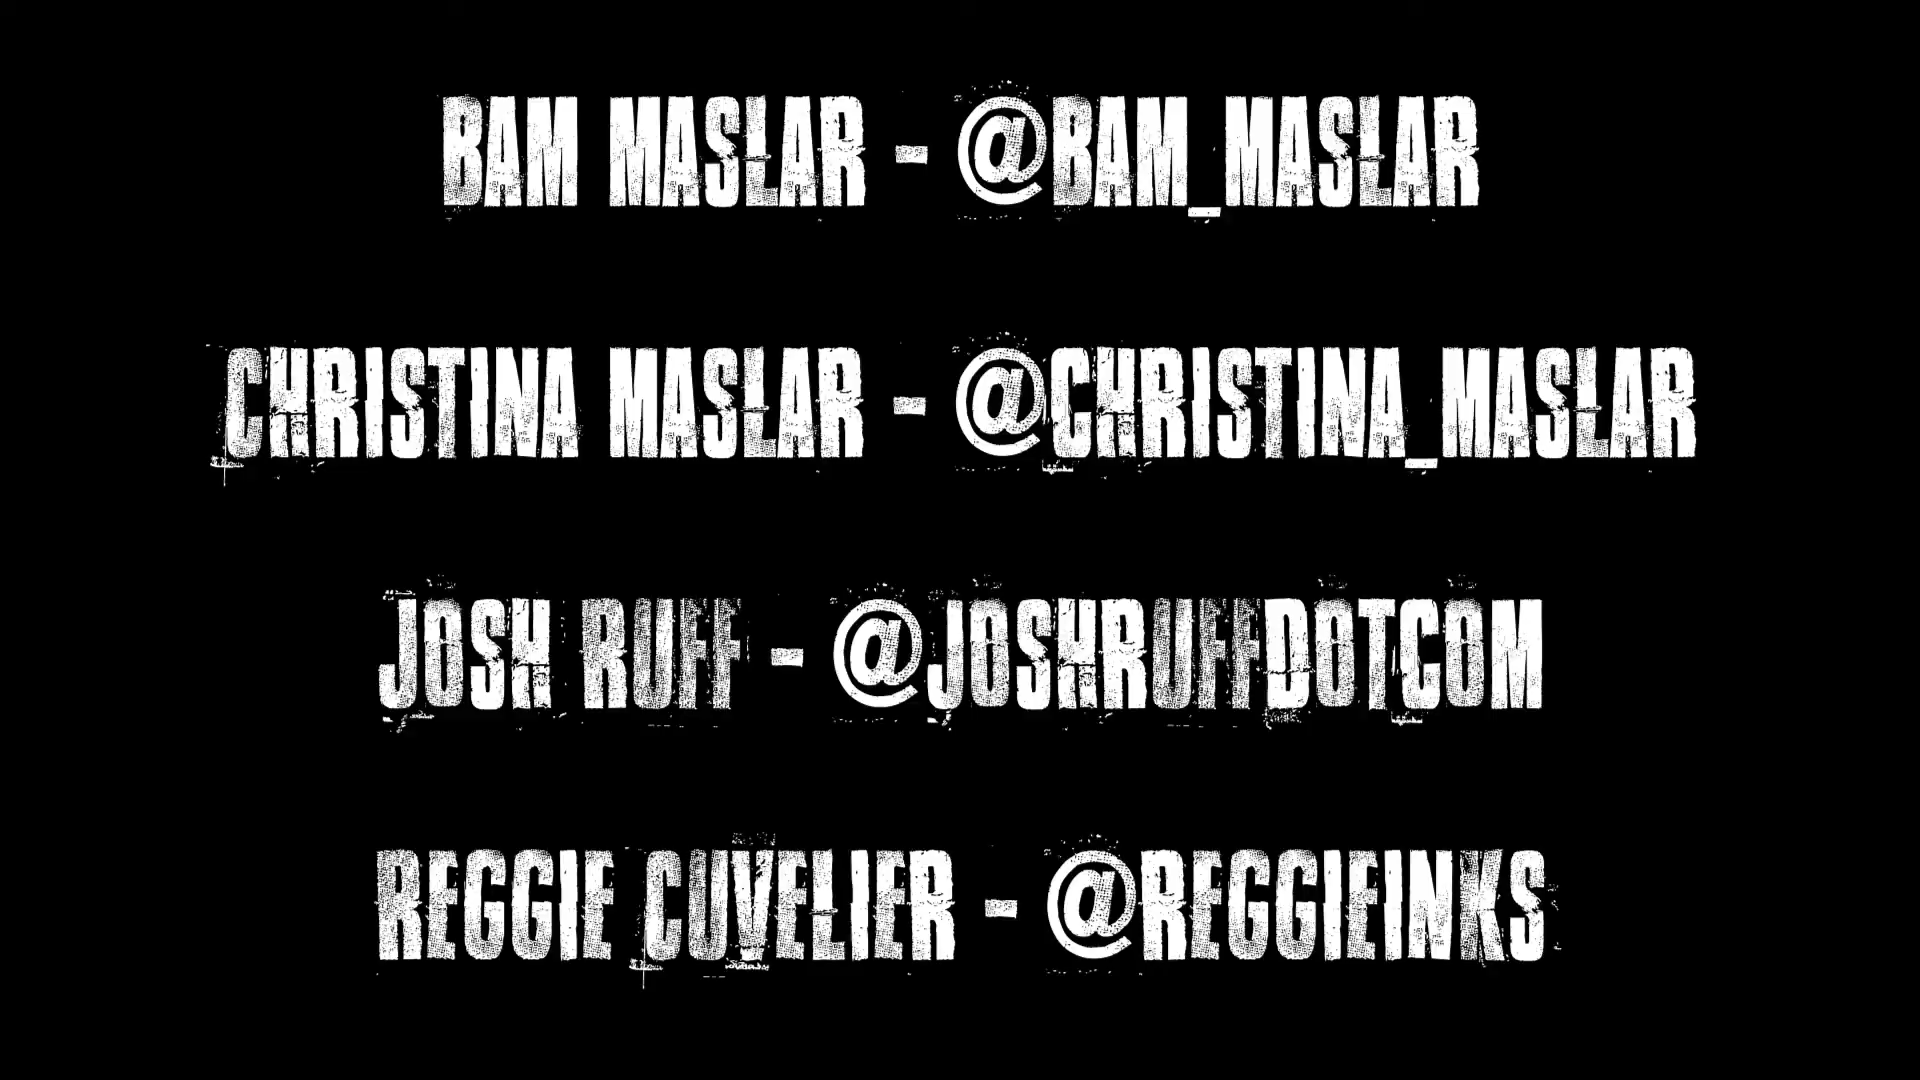 BAM MASLAR - @BAM_MASLAR
CHRISTINA MASLAR - @CHRISTINA_MASLAR
JOSH RUFF - @JOSHRUFFDOTCOM
REGGIE CUVELIER - @REGGIEINKS